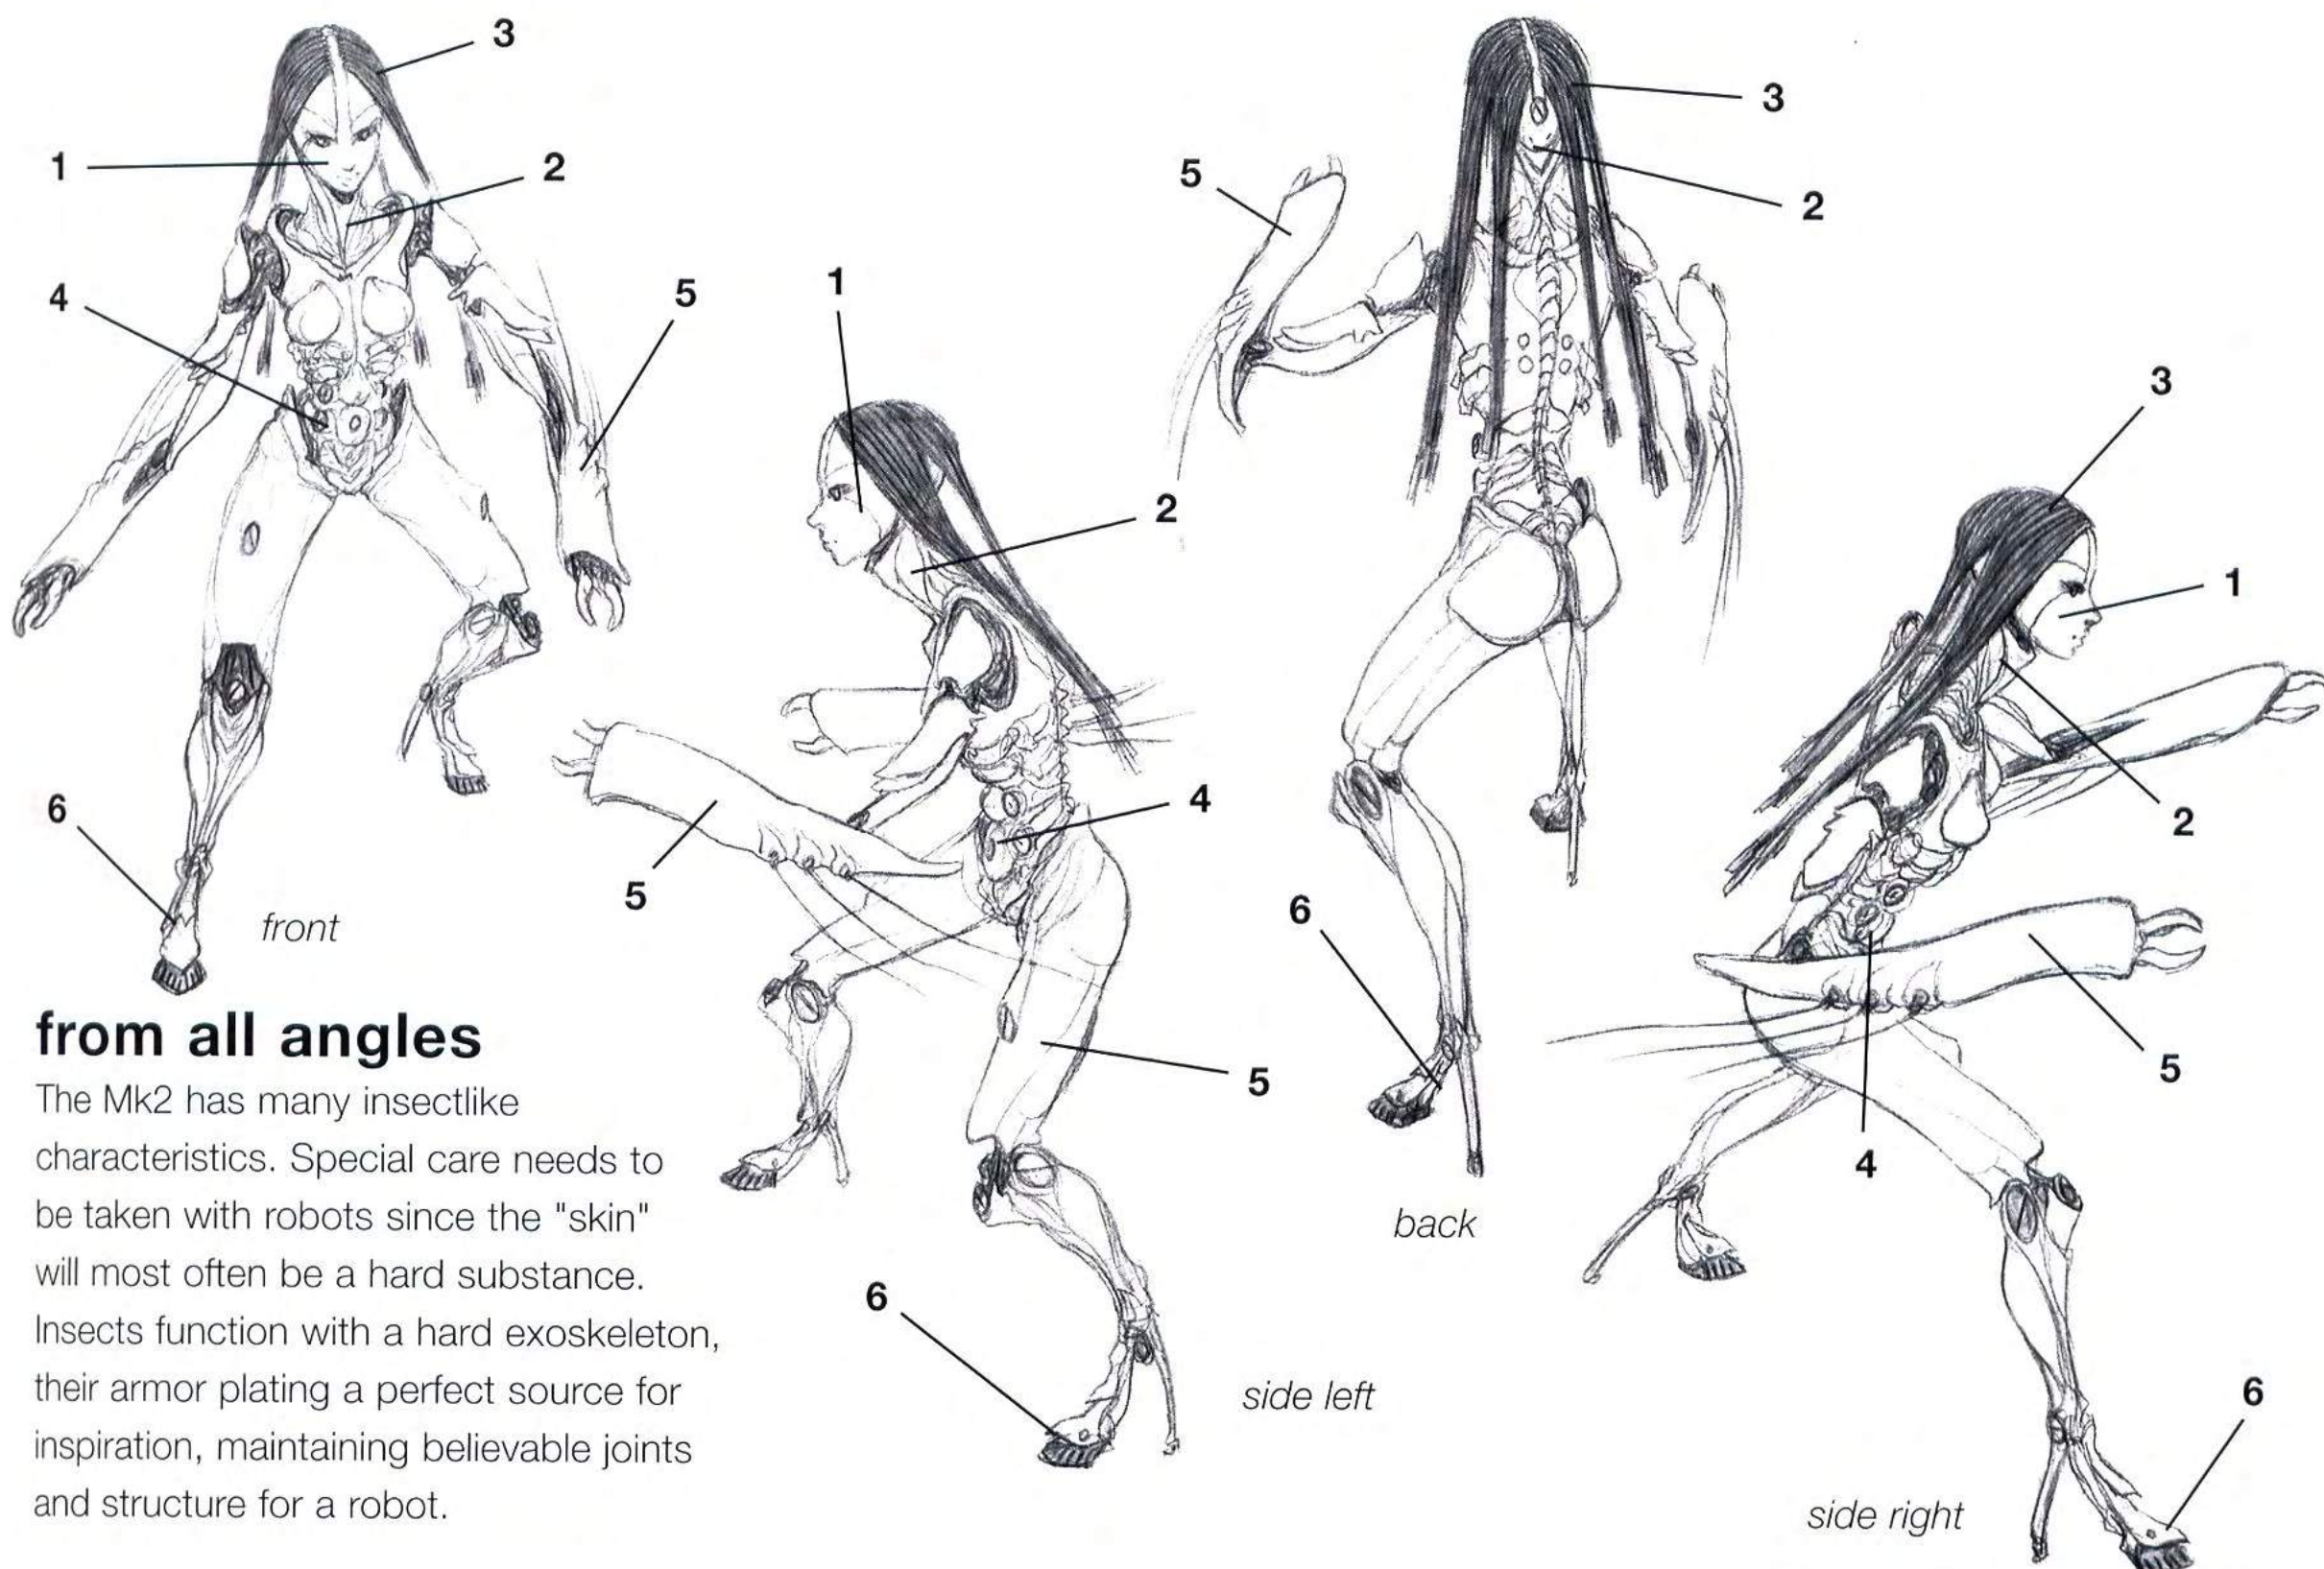 3
1
2
4
5
6
front
1
2
4
5
5
6
side left
3
5
2
6
back
3
1
2
5
4
6
side right
from all angles
The Mk2 has many insectlike
characteristics. Special care needs to
be taken with robots since the "skin"
will most often be a hard substance.
Insects function with a hard exoskeleton,
their armor plating a perfect source for
inspiration, maintaining believable joints
and structure for a robot.